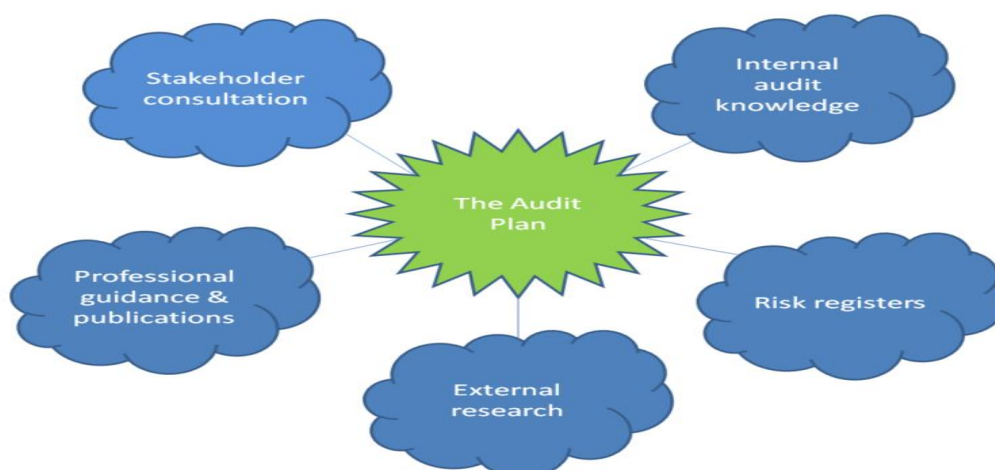 Stakeholder
consultation
Internal
audit
knowledge
The Audit
Plan
Professional
guidance &
publications
Risk registers
External
research